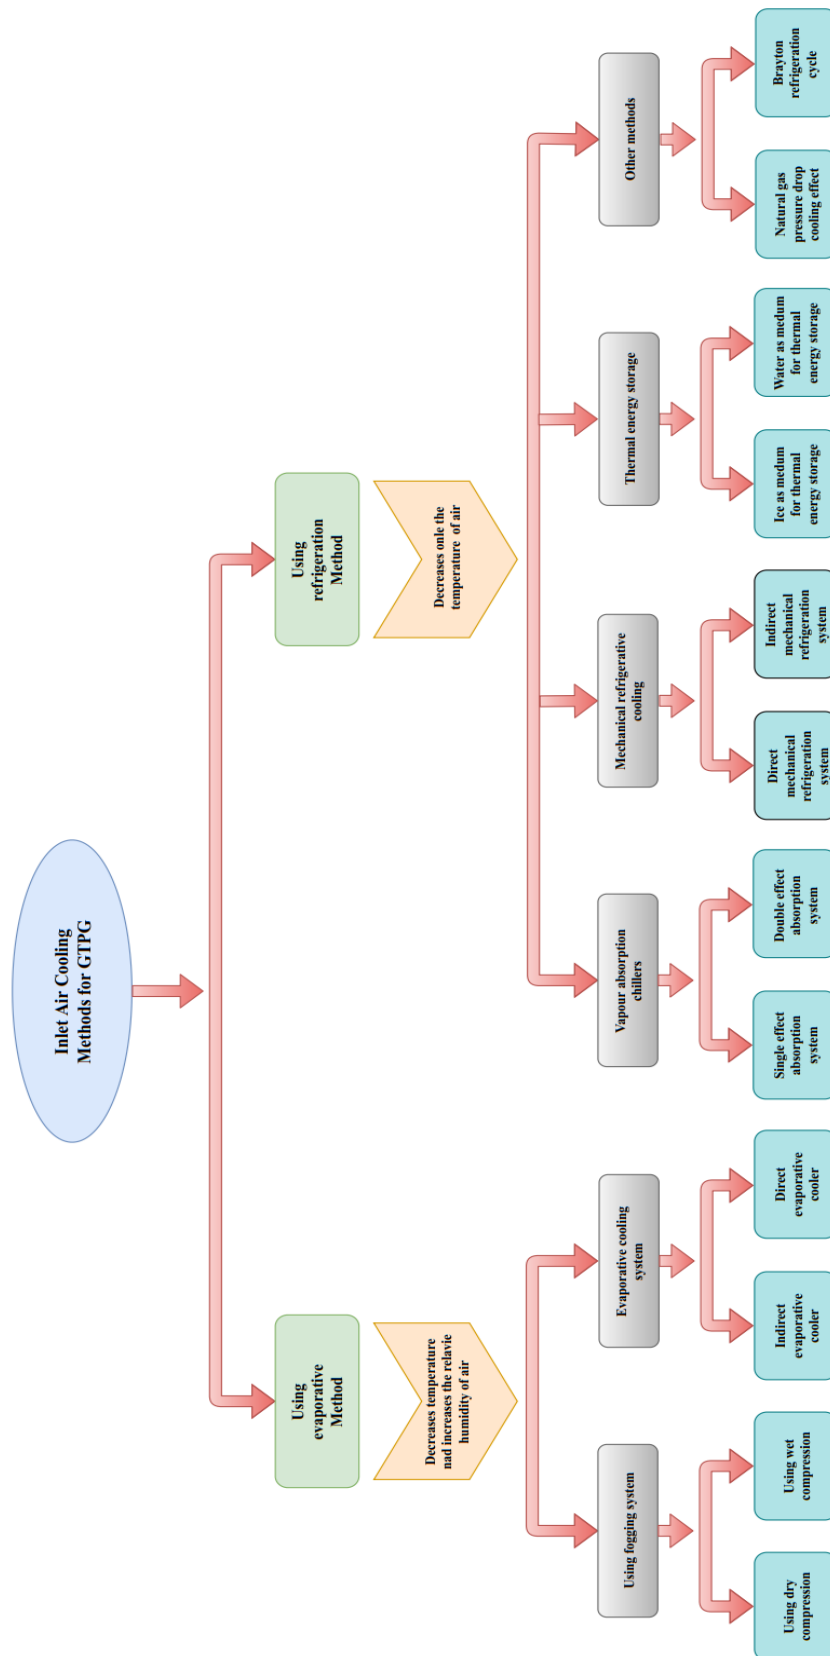 Inlet Air Cooling
Methods for GTPG
Using
evaporative
Method
Using
refrigeration
Method
Decreases temperature
nad increases the relavie
humidity of air
Decreases onle the
temperature of air
Using fogging system
Evaporative cooling
system
Vapour absorption
chillers
Mechanical refrigerative
cooling
Thermal energy storage
Other methods
Using dry
compression
Using wet
compression
Indirect
evaporative
cooler
Direct
evaporative
cooler
Single effect
absorption
system
Double effect
absorption
system
Direct
mechanical
refrigeration
system
Indirect
mechanical
refrigeration
system
Ice as medum
for thermal
energy storage
Water as medum
for thermal
energy storage
Natural gas
pressure drop
cooling effect
Brayton
refrigeration
cycle